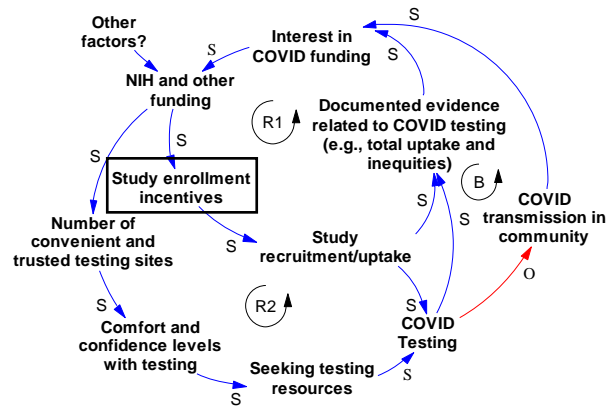 Other
factors?
S
Interest in
COVID funding
S
S
NIH and other
funding
R1
Documented evidence
related to COVID testing
(e.g., total uptake and
inequities)
S
S
Study enrollment
incentives
B
COVID
transmission in
community
S
S
Number of
convenient and
trusted testing sites
S
Study
recruitment/uptake
R2
S
S
O
COVID
Testing
Comfort and
confidence levels
with testing
Seeking testing
resources
S
S